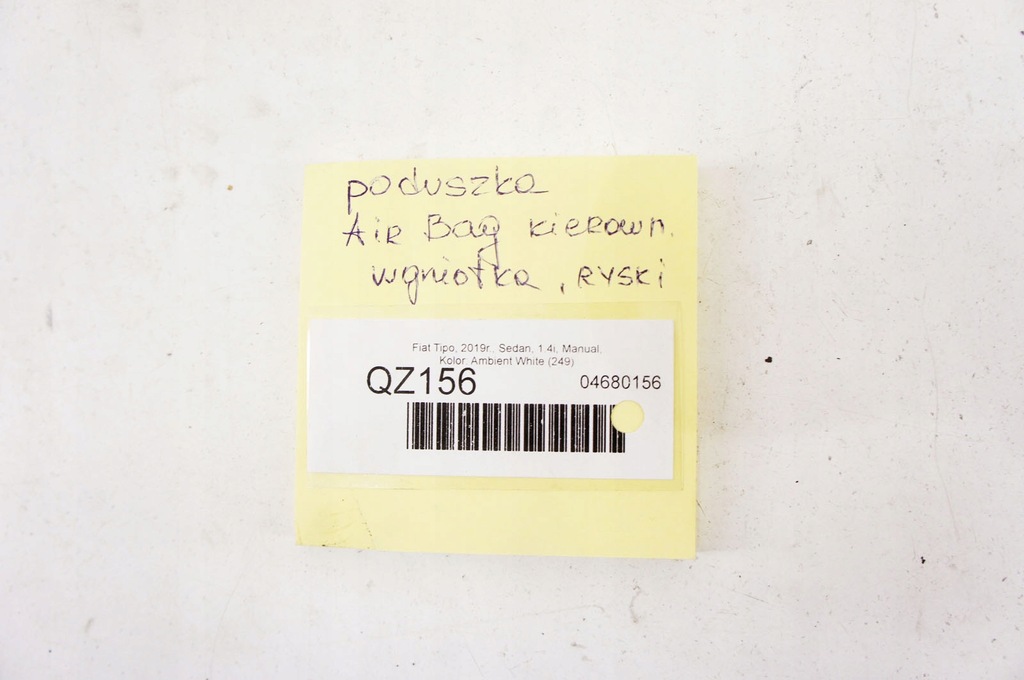 poduszka
Air Bag kierown.
wgniotka, RYSKi
Fiat Tipo, 2019r., Sedan, 1.4i, Manual,
Kolor: Ambient White (249)
QZ156 04680156